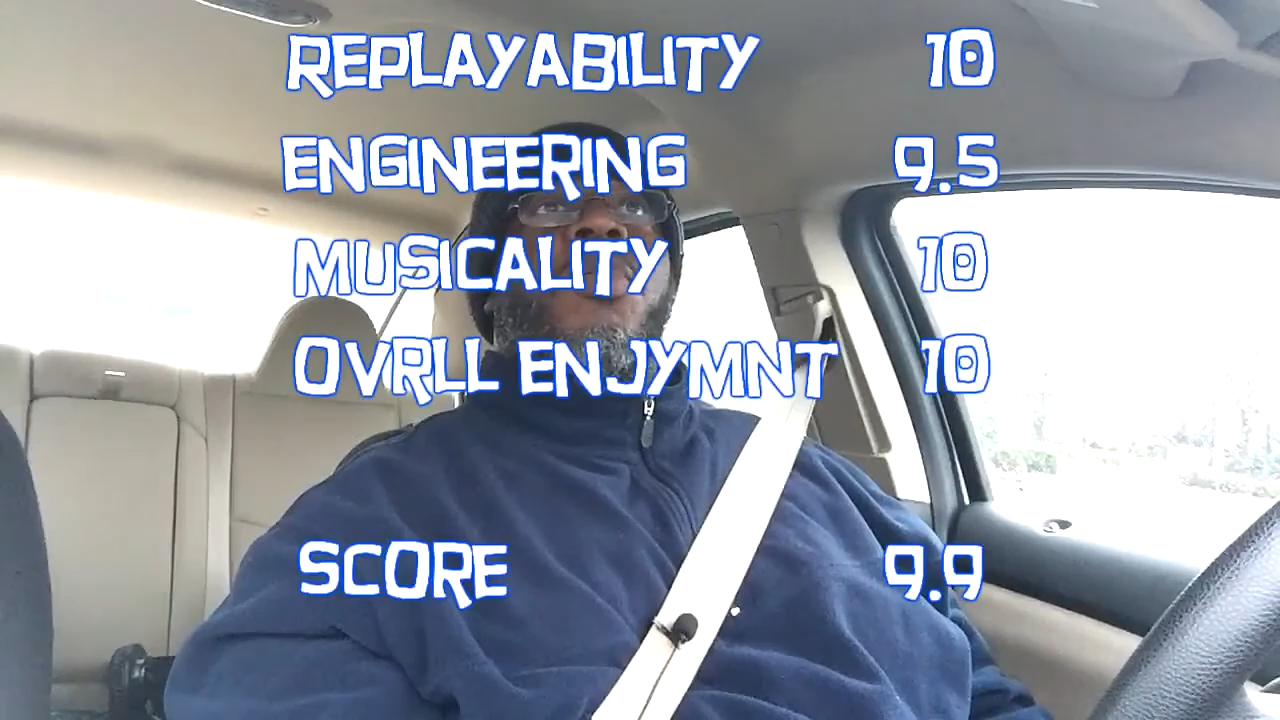 REPLAYABILITY 10
ENGINEERING 9.5
MUSICALITY 10
OVRLL ENJYMNT 10
SCORE 9.9